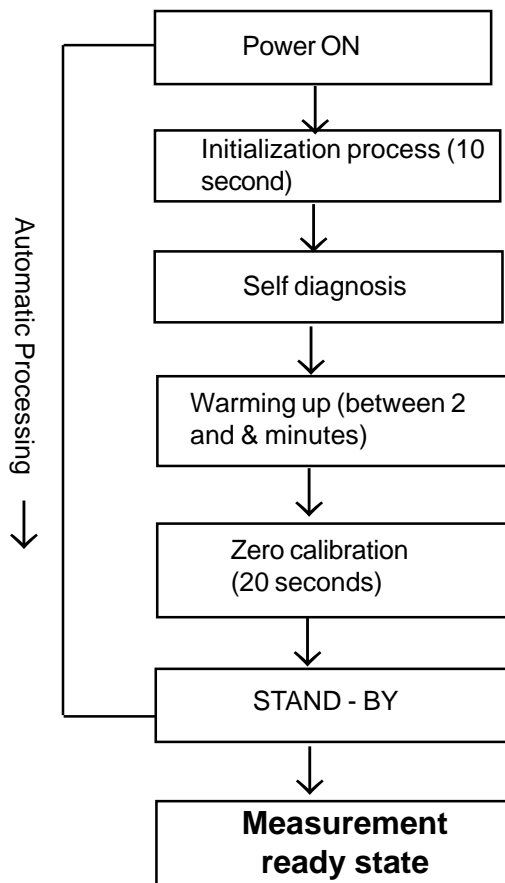 Power ON
Initialization process (10
second)
Self diagnosis
Warming up (between 2
and & minutes)
Zero calibration
(20 seconds)
STAND - BY
Measurement
ready state
Automatic Processing